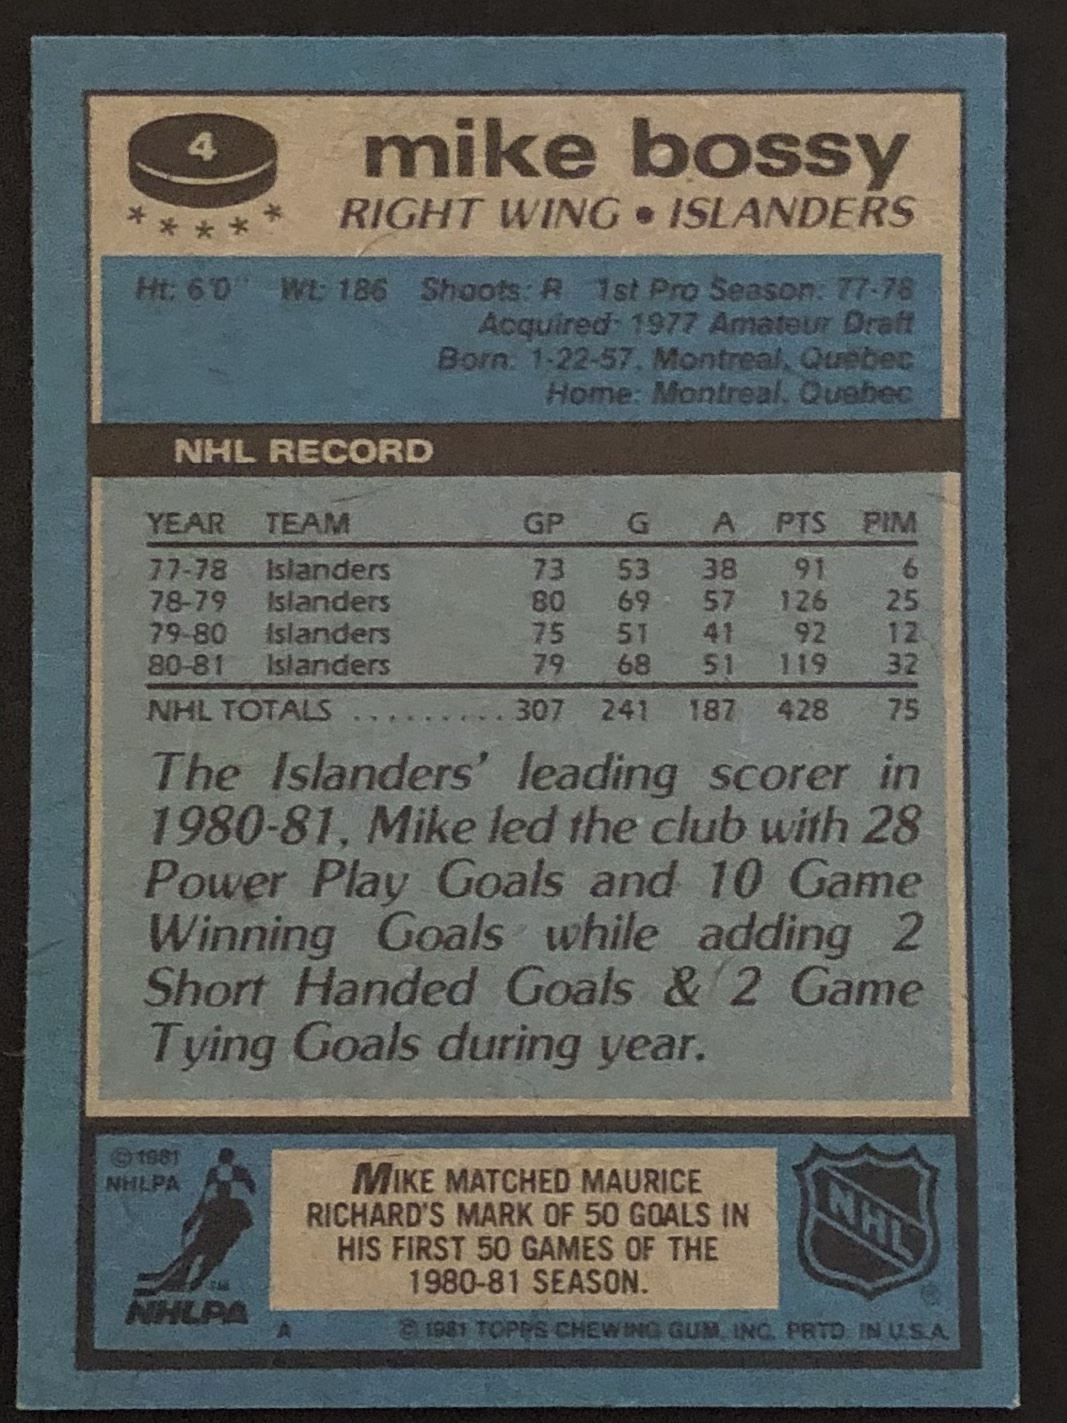 4
mike bossy
* * * * *
RIGHT WING • ISLANDERS
Ht: 6'0" Wt: 186 Shoots: R 1st Pro Season: 77-78
Acquired: 1977 Amateur Draft
Born: 1-22-57, Montreal, Quebec
Home: Montreal, Quebec
NHL RECORD
YEAR TEAM GP G A PTS PIM
77-78 Islanders 73 53 38 91 6
78-79 Islanders 80 69 57 126 25
79-80 Islanders 75 51 41 92 12
80-81 Islanders 79 68 51 119 32
NHL TOTALS .......... 307 241 187 428 75
The Islanders' leading scorer in
1980-81, Mike led the club with 28
Power Play Goals and 10 Game
Winning Goals while adding 2
Short Handed Goals & 2 Game
Tying Goals during year.
©1981
NHLPA
TM
NHLPA
MIKE MATCHED MAURICE
RICHARD'S MARK OF 50 GOALS IN
HIS FIRST 50 GAMES OF THE
1980-81 SEASON.
NHL
®
A © 1981 TOPPS CHEWING GUM, INC. PRTD. IN U.S.A.